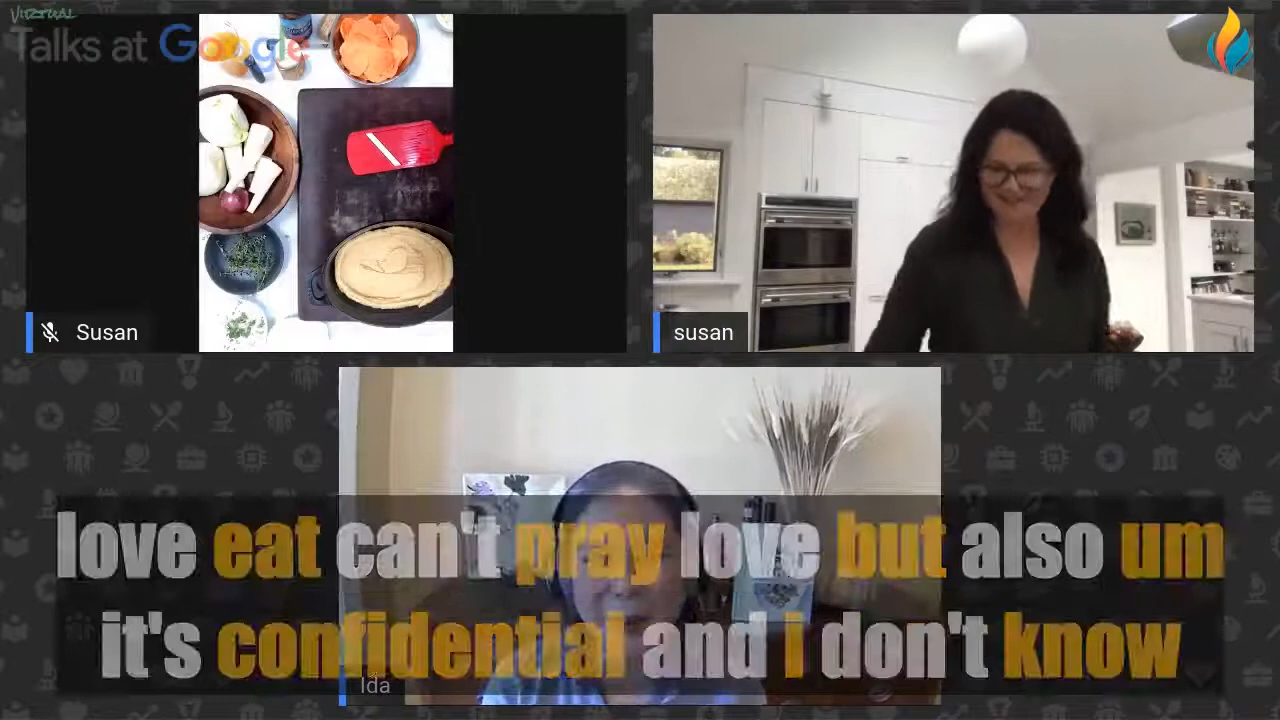 VIRTUAL
Talks at Google
Susan
susan
love eat can't pray love but also um
it's confidential and i don't know
Ida